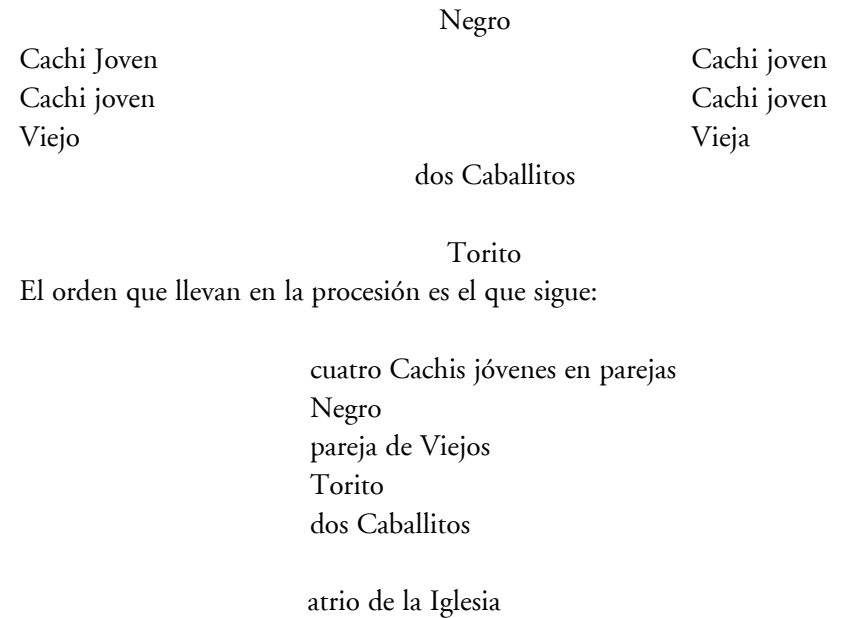 Negro
Cachi Joven Cachi joven
Cachi joven Cachi joven
Viejo Vieja
dos Caballitos
Torito
El orden que llevan en la procesión es el que sigue:
cuatro Cachis jóvenes en parejas
Negro
pareja de Viejos
Torito
dos Caballitos
atrio de la Iglesia